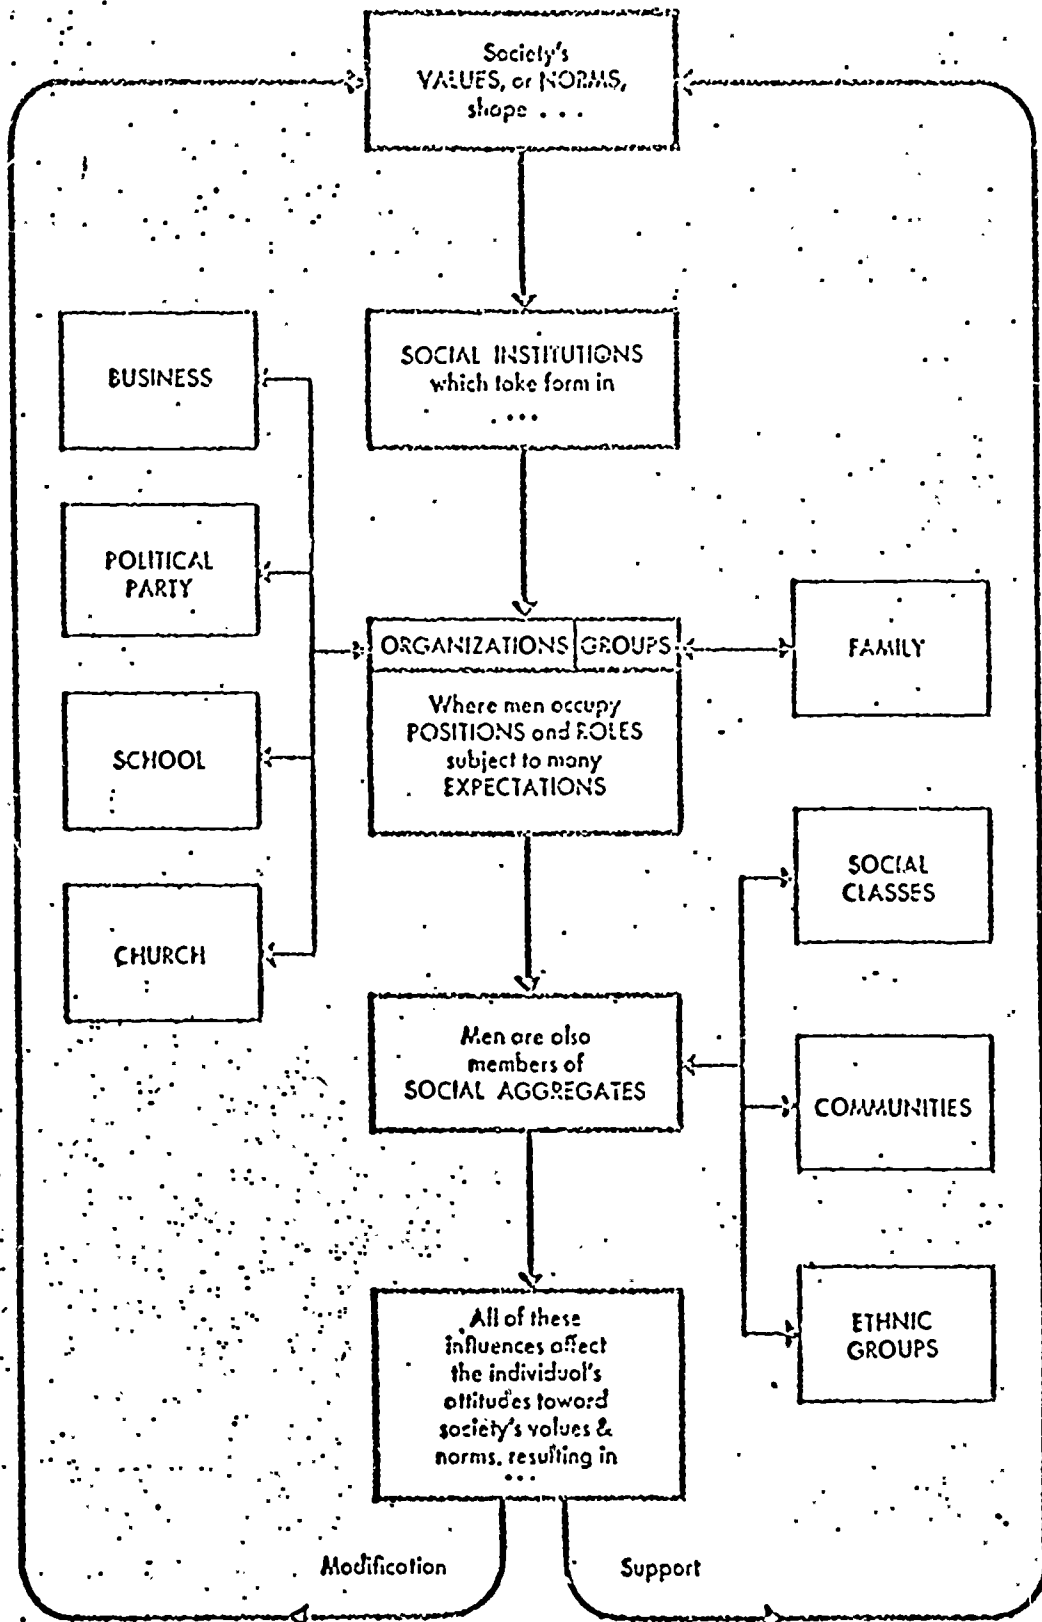 Society's
VALUES, or NORMS,
shape . . .
SOCIAL INSTITUTIONS
which take form in
. . .
BUSINESS
POLITICAL
PARTY
SCHOOL
CHURCH
ORGANIZATIONS GROUPS
Where men occupy
POSITIONS and ROLES
subject to many
EXPECTATIONS
FAMILY
Men are also
members of
SOCIAL AGGREGATES
SOCIAL
CLASSES
COMMUNITIES
ETHNIC
GROUPS
All of these
influences affect
the individual's
attitudes toward
society's values &
norms, resulting in
. . .
Modification
Support